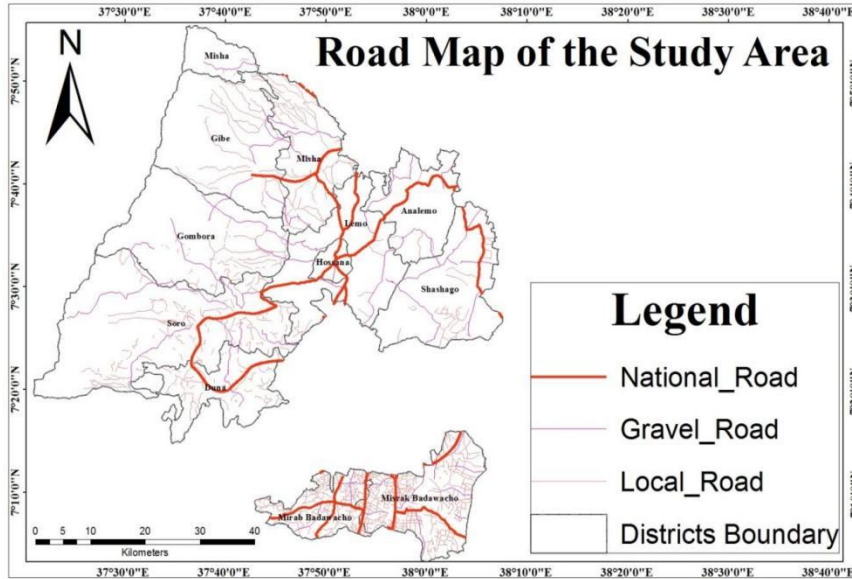 37°30'0"E 37°40'0"E 37°50'0"E 38°0'0"E 38°10'0"E 38°20'0"E 38°30'0"E 38°40'0"E
Road Map of the Study Area
N
7°50'0"N
7°40'0"N
7°30'0"N
7°20'0"N
7°10'0"N
Misha
Gibe
Misha
Lemo
Analemo
Gombora
Hossana
Shashago
Soro
Duna
Misrak Badawacho
Mirab Badawacho
Legend
National_Road
Gravel_Road
Local_Road
Districts Boundary
0 5 10 20 30 40
Kilometers
37°30'0"E 37°40'0"E 37°50'0"E 38°0'0"E 38°10'0"E 38°20'0"E 38°30'0"E 38°40'0"E